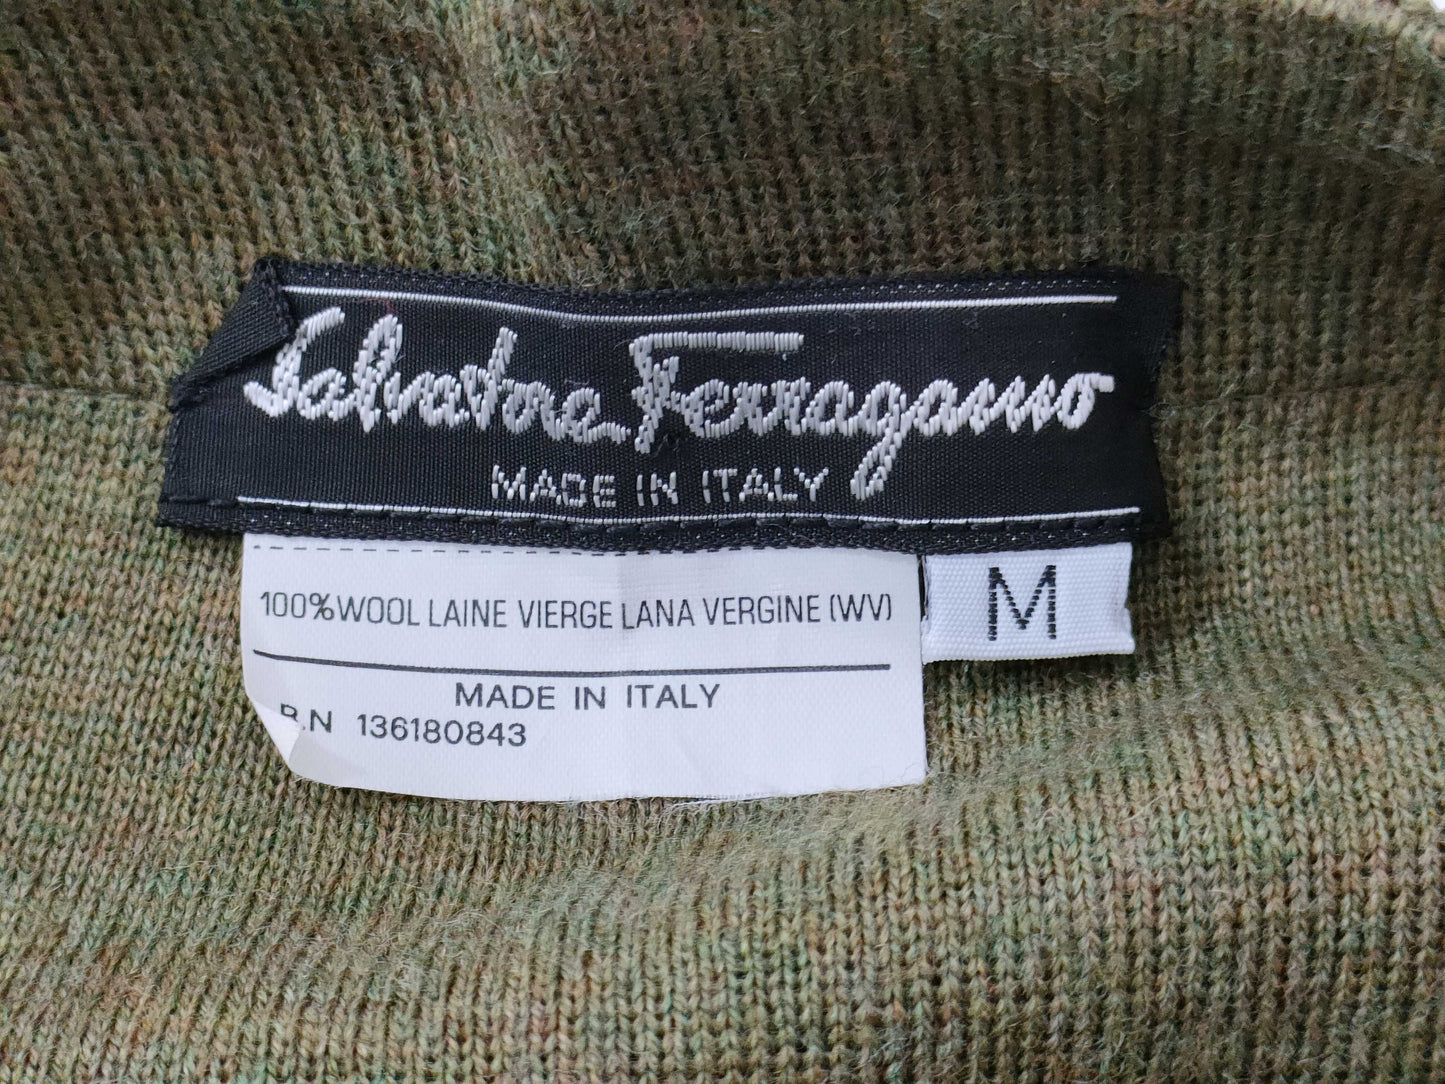 Salvatore Ferragamo
MADE IN ITALY
100% WOOL LAINE VIERGE LANA VERGINE (WV)
M
MADE IN ITALY
R.N 136180843